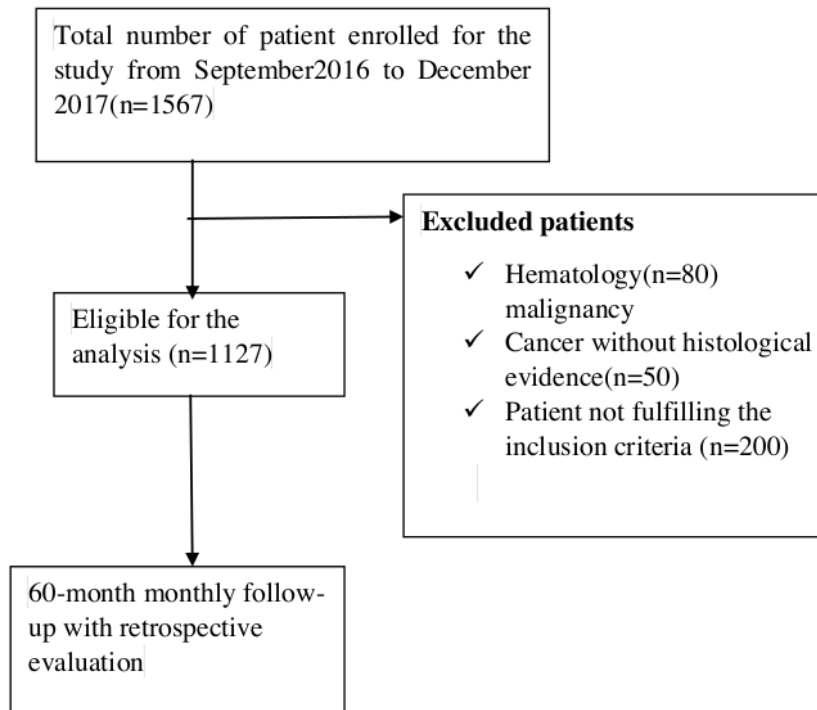 Total number of patient enrolled for the
study from September2016 to December
2017(n=1567)
Excluded patients
✓ Hematology(n=80)
malignancy
✓ Cancer without histological
evidence(n=50)
✓ Patient not fulfilling the
inclusion criteria (n=200)
Eligible for the
analysis (n=1127)
60-month monthly follow-
up with retrospective
evaluation